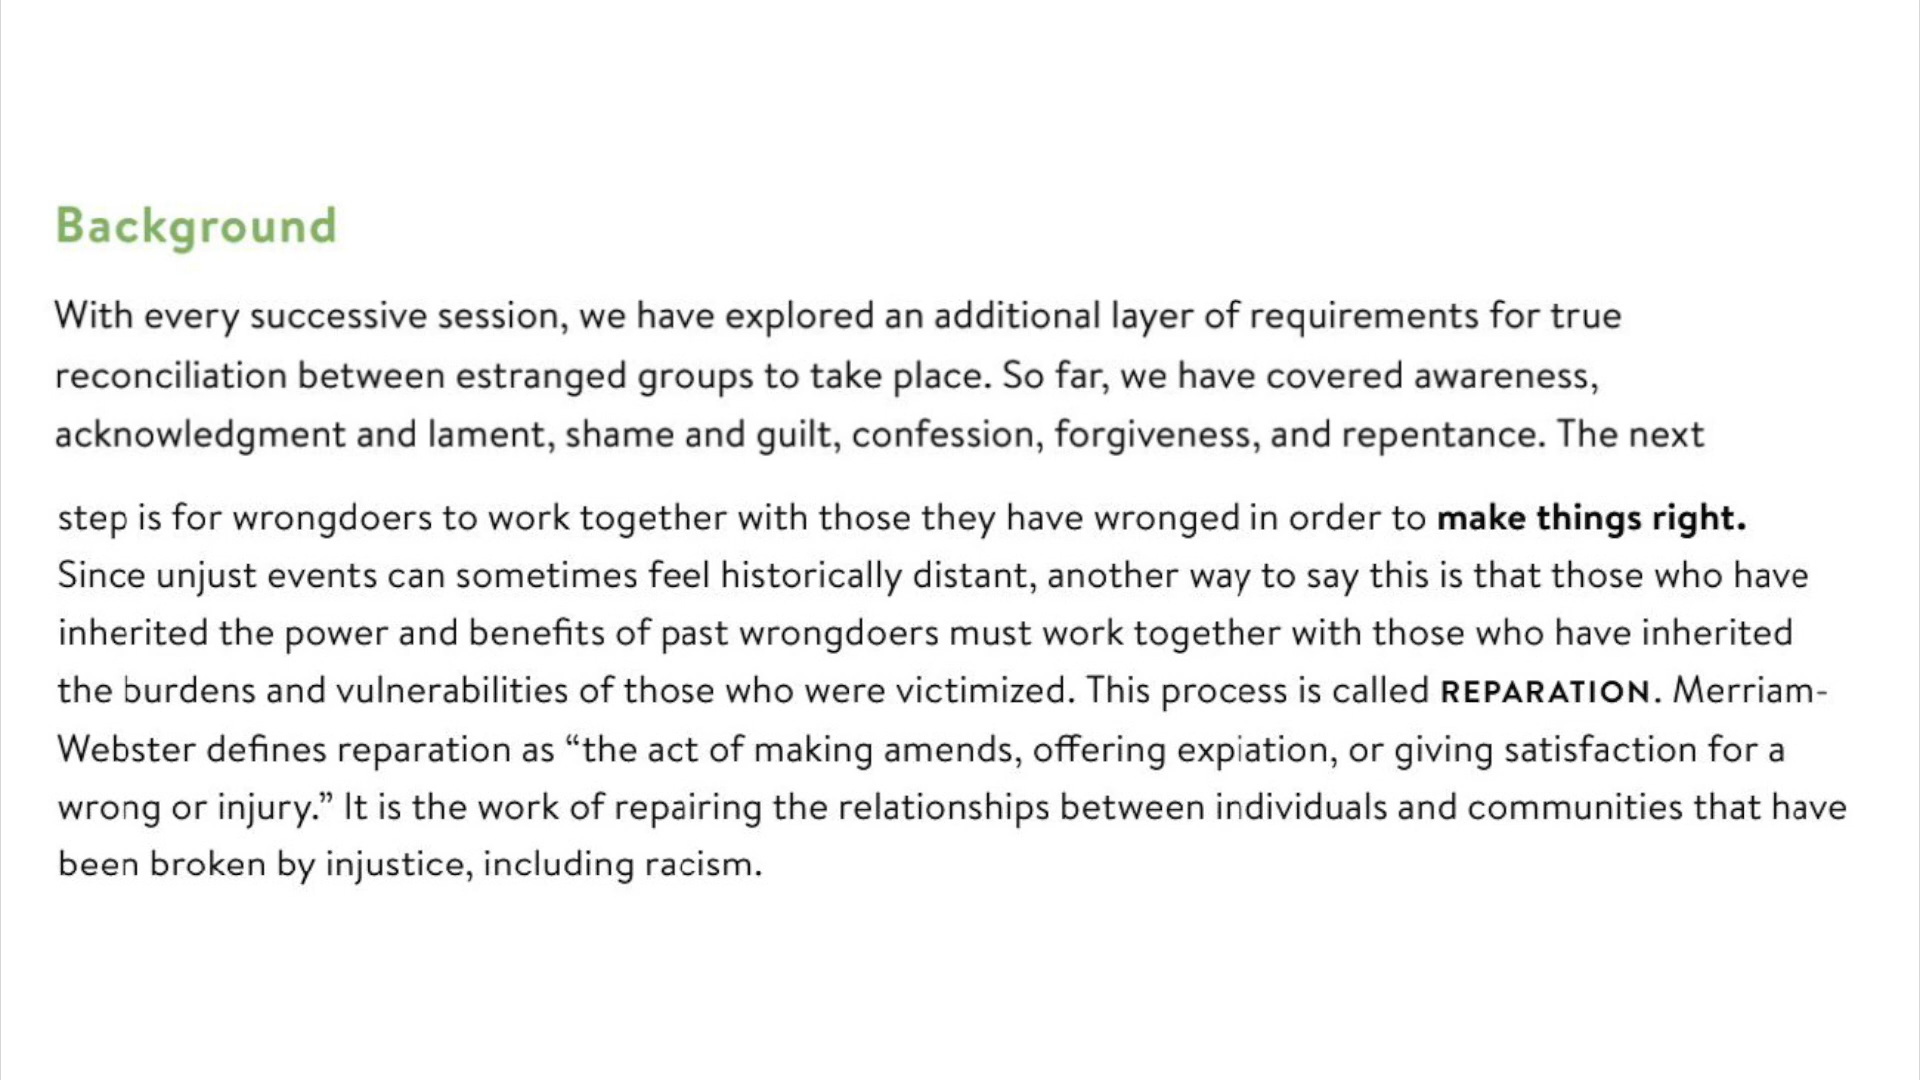 Background
With every successive session, we have explored an additional layer of requirements for true
reconciliation between estranged groups to take place. So far, we have covered awareness,
acknowledgment and lament, shame and guilt, confession, forgiveness, and repentance. The next
step is for wrongdoers to work together with those they have wronged in order to make things right.
Since unjust events can sometimes feel historically distant, another way to say this is that those who have
inherited the power and benefits of past wrongdoers must work together with those who have inherited
the burdens and vulnerabilities of those who were victimized. This process is called REPARATION. Merriam-
Webster defines reparation as “the act of making amends, offering expiation, or giving satisfaction for a
wrong or injury.” It is the work of repairing the relationships between individuals and communities that have
been broken by injustice, including racism.